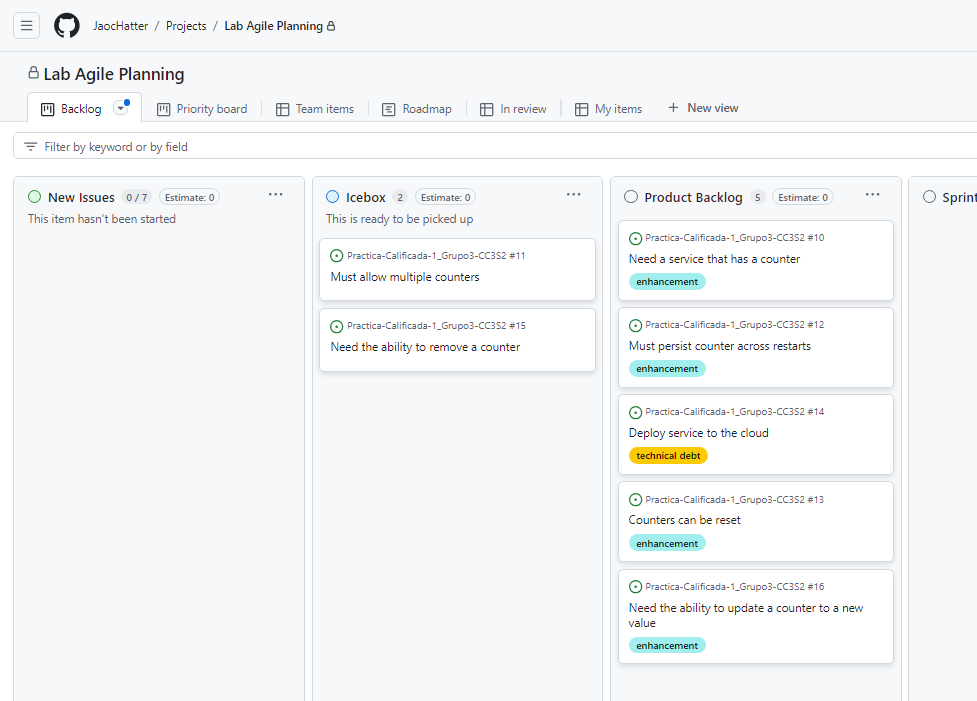 JaocHatter / Projects / Lab Agile Planning
Lab Agile Planning
Backlog Priority board Team items Roadmap In review My items + New view
Filter by keyword or by field
New Issues 0 / 7 Estimate: 0 ...
This item hasn't been started
Icebox 2 Estimate: 0 ...
This is ready to be picked up
Practica-Calificada-1_Grupo3-CC3S2 #11
Must allow multiple counters
Practica-Calificada-1_Grupo3-CC3S2 #15
Need the ability to remove a counter
Product Backlog 5 Estimate: 0 ...
Practica-Calificada-1_Grupo3-CC3S2 #10
Need a service that has a counter
enhancement
Practica-Calificada-1_Grupo3-CC3S2 #12
Must persist counter across restarts
enhancement
Practica-Calificada-1_Grupo3-CC3S2 #14
Deploy service to the cloud
technical debt
Practica-Calificada-1_Grupo3-CC3S2 #13
Counters can be reset
enhancement
Practica-Calificada-1_Grupo3-CC3S2 #16
Need the ability to update a counter to a new
value
enhancement
Sprint